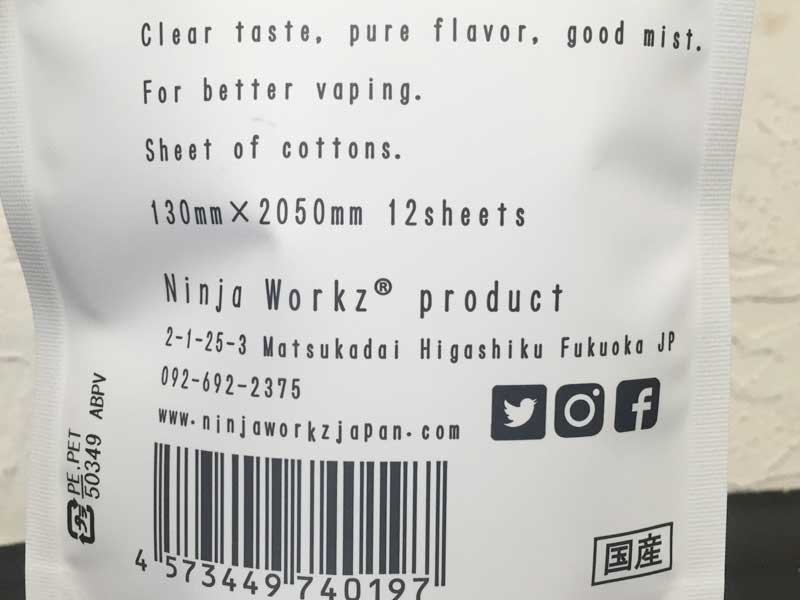 Clear taste, pure flavor, good mist.
For better vaping.
Sheet of cottons.
130mm×2050mm 12sheets
Ninja Workz® product
2-1-25-3 Matsukadai Higashiku Fukuoka JP
092-692-2375
www.ninjaworkzjapan.com
プラ
PE.PET
50349 ABPV
4 573449 740197
国産